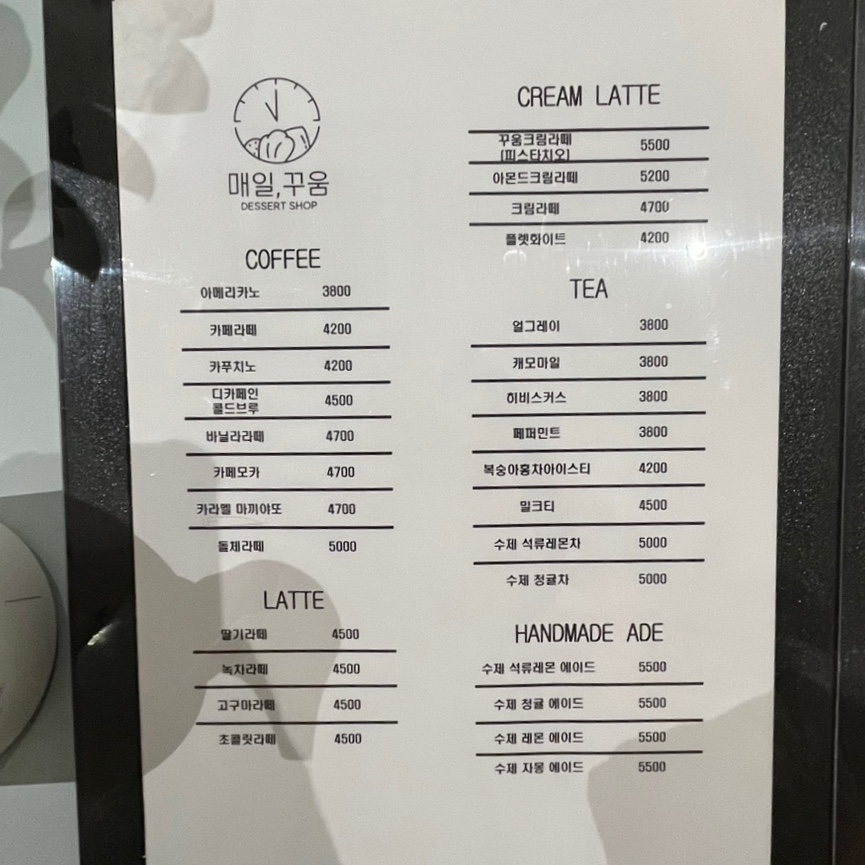 매일,꾸움
DESSERT SHOP
COFFEE
아메리카노 3800
카페라떼 4200
카푸치노 4200
디카페인
콜드브루 4500
바닐라라떼 4700
카페모카 4700
카라멜 마끼아또 4700
돌체라떼 5000
LATTE
딸기라떼 4500
녹차라떼 4500
고구마라떼 4500
초콜릿라떼 4500
CREAM LATTE
꾸움크림라떼 5500
(피스타치오)
아몬드크림라떼 5200
크림라떼 4700
플렛화이트 4200
TEA
얼그레이 3800
캐모마일 3800
히비스커스 3800
페퍼민트 3800
복숭아홍차아이스티 4200
밀크티 4500
수제 석류레몬차 5000
수제 청귤차 5000
HANDMADE ADE
수제 석류레몬 에이드 5500
수제 청귤 에이드 5500
수제 레몬 에이드 5500
수제 자몽 에이드 5500